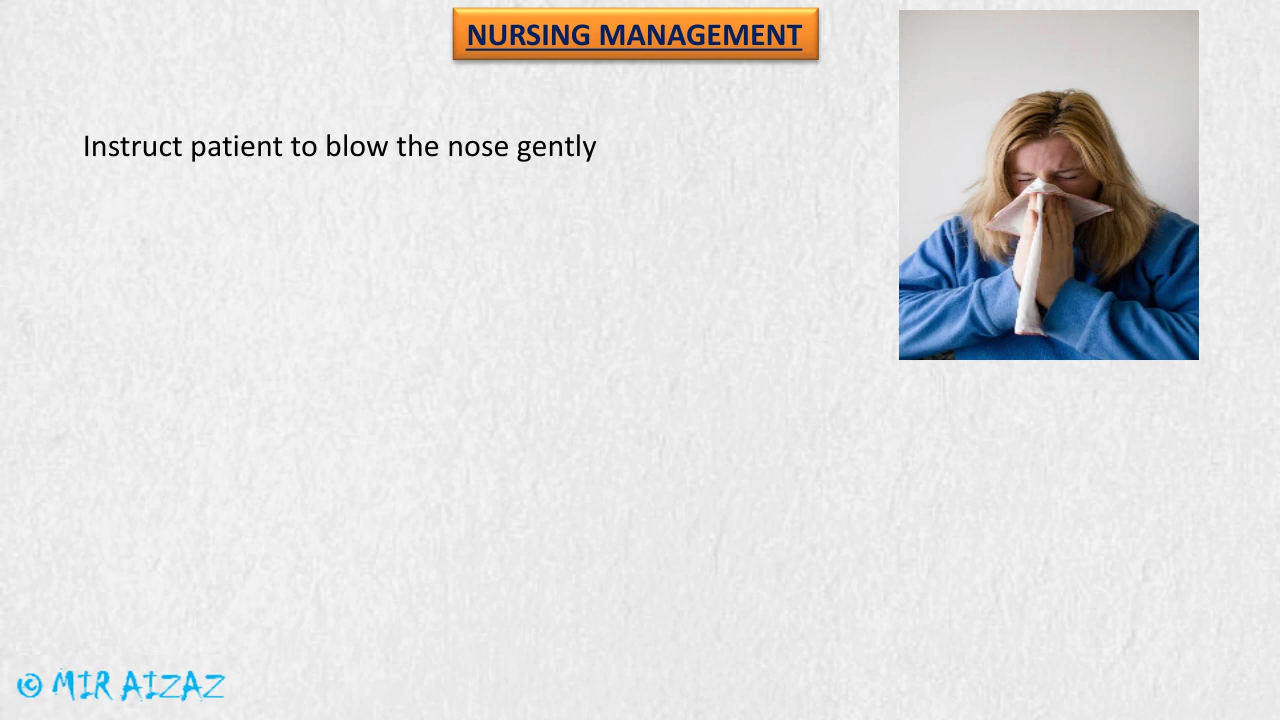 NURSING MANAGEMENT
Instruct patient to blow the nose gently
© MIR AIZAZ